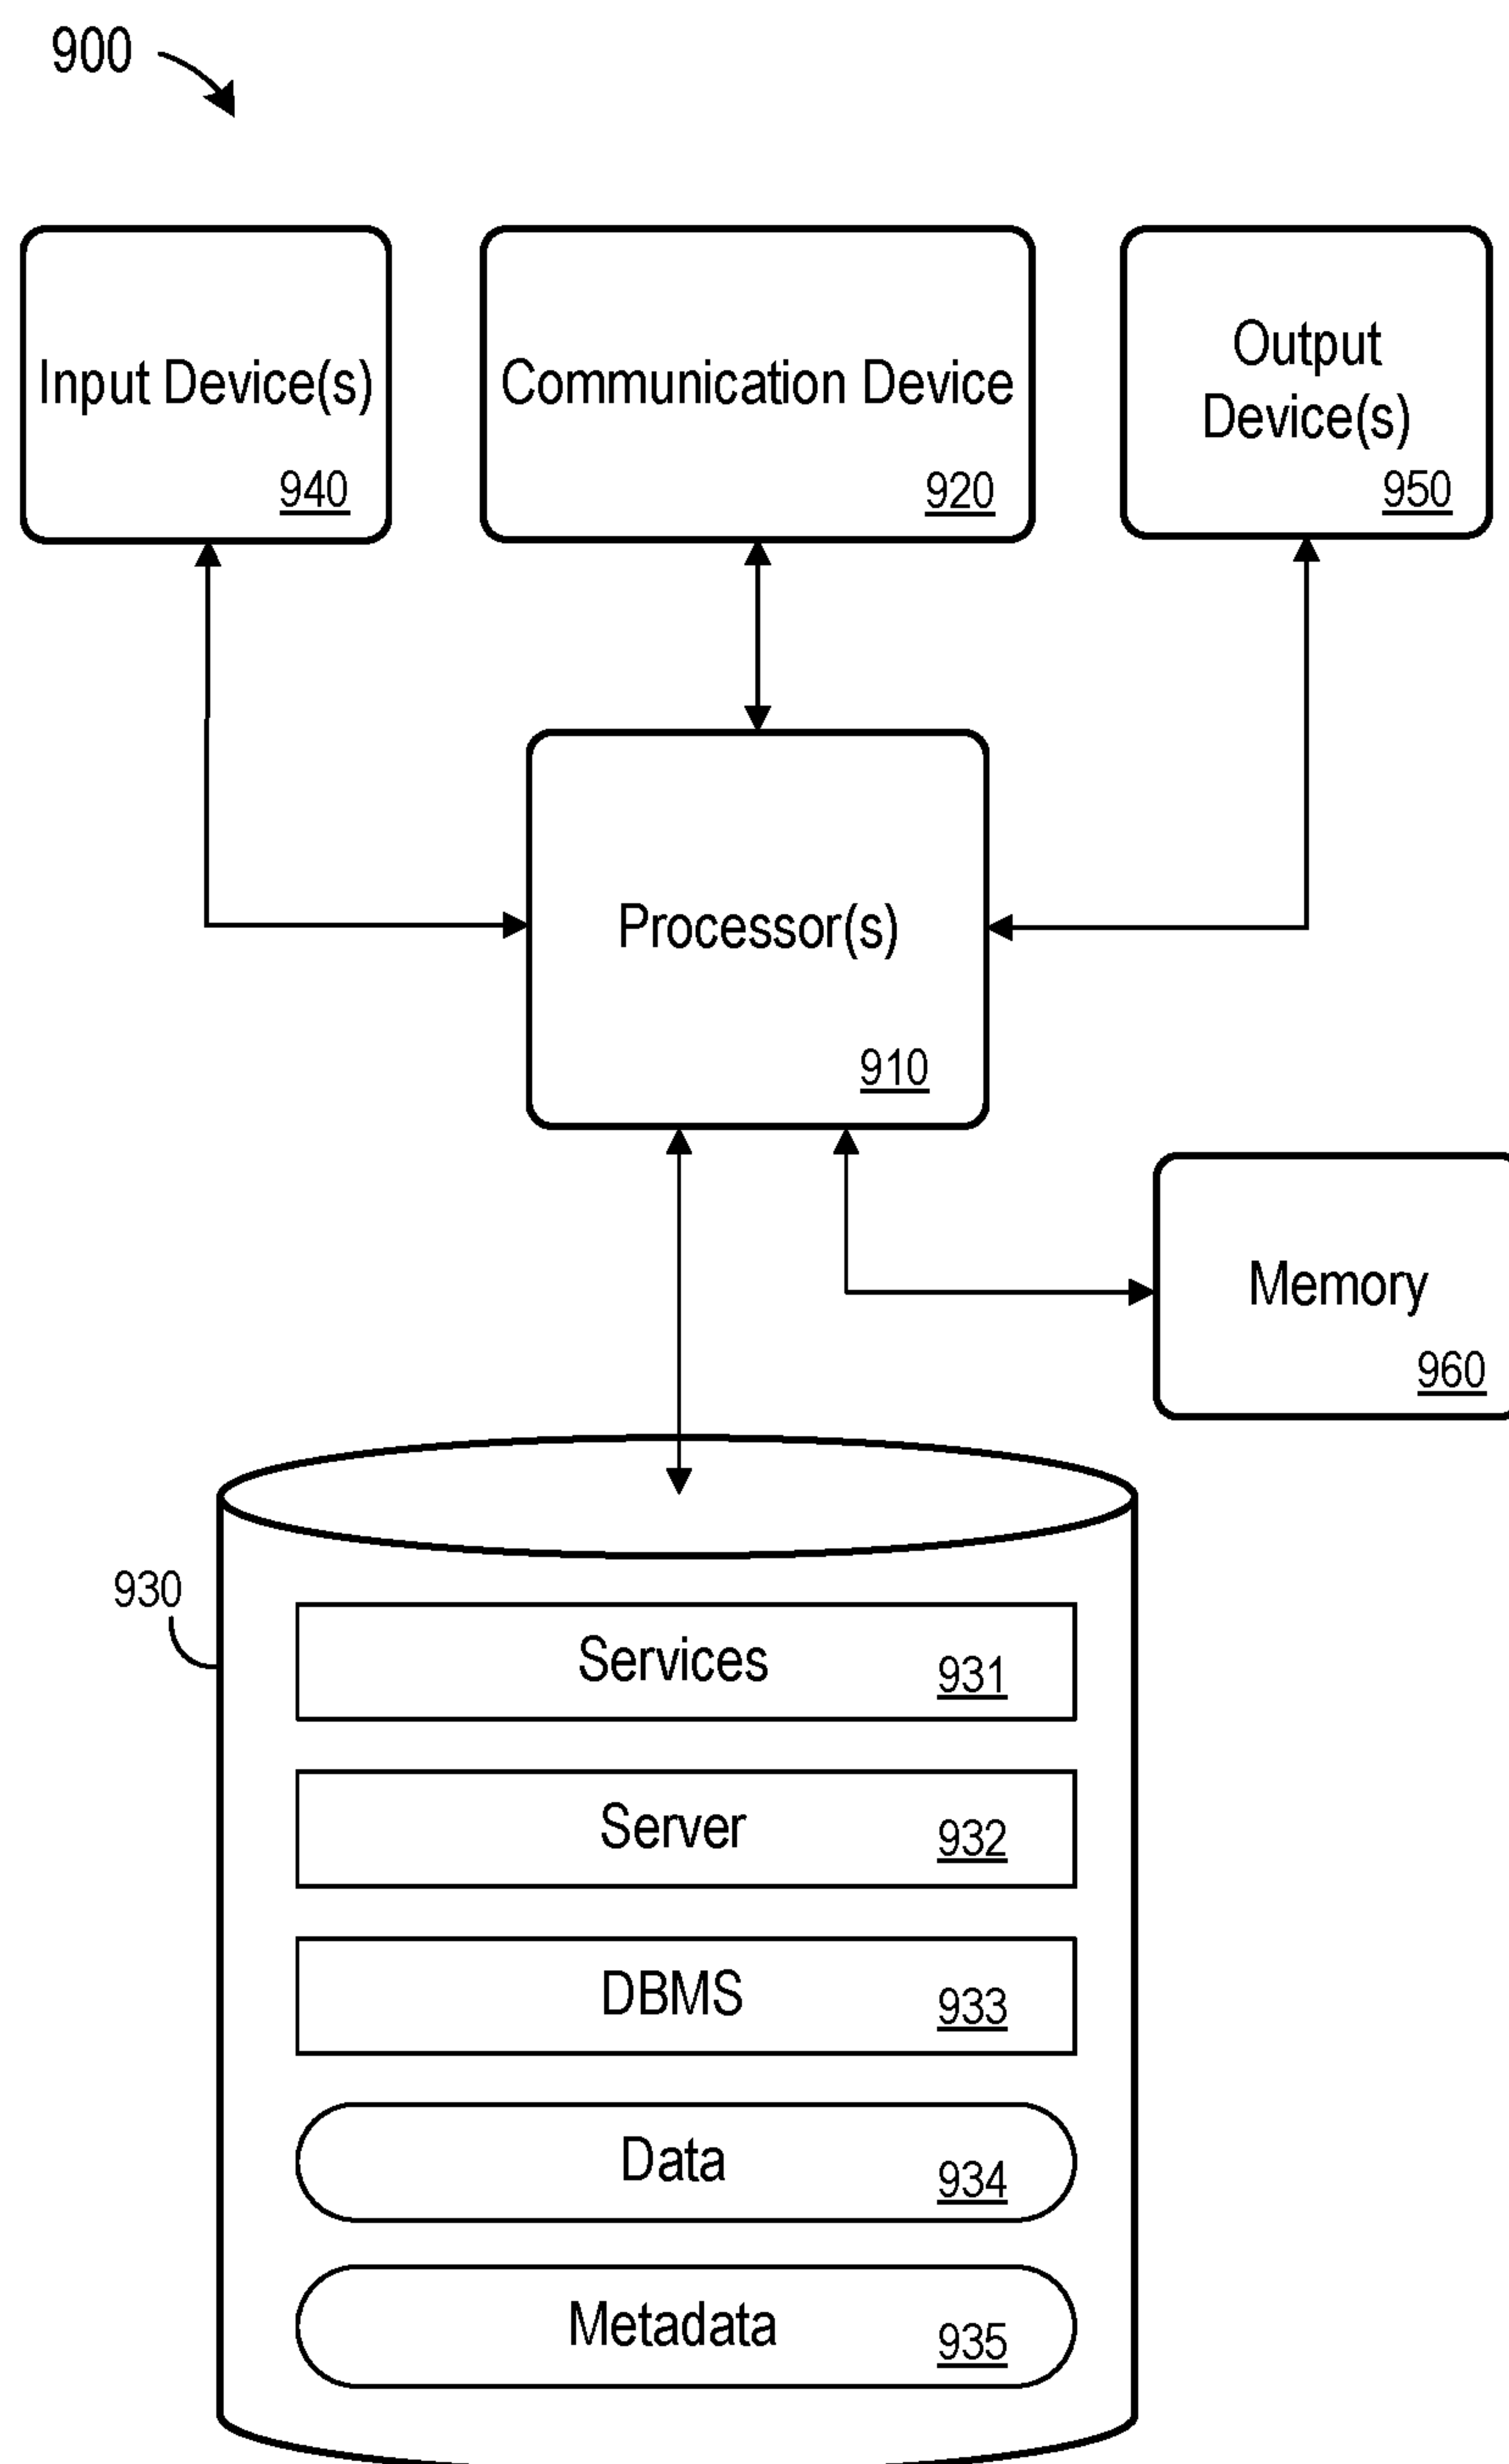 900
Input Device(s)
940
Communication Device
920
Output
Device(s)
950
Processor(s)
910
Memory
960
930
Services 931
Server 932
DBMS 933
Data 934
Metadata 935